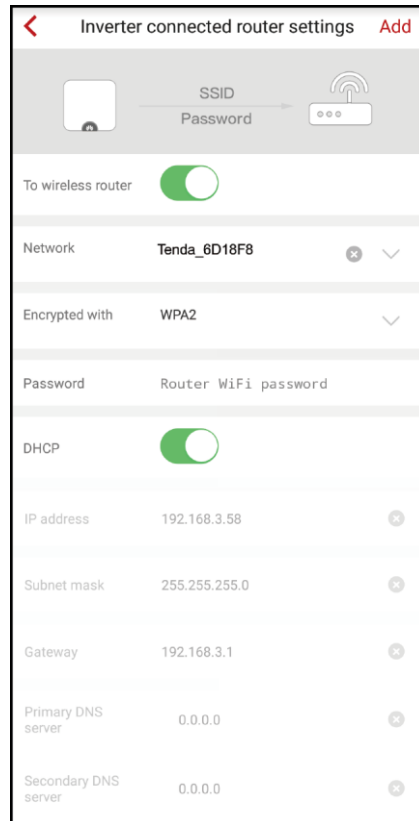 Inverter connected router settings Add
SSID
Password
To wireless router
Network Tenda_6D18F8
Encrypted with WPA2
Password Router WiFi password
DHCP
IP address 192.168.3.58
Subnet mask 255.255.255.0
Gateway 192.168.3.1
Primary DNS
server 0.0.0.0
Secondary DNS
server 0.0.0.0